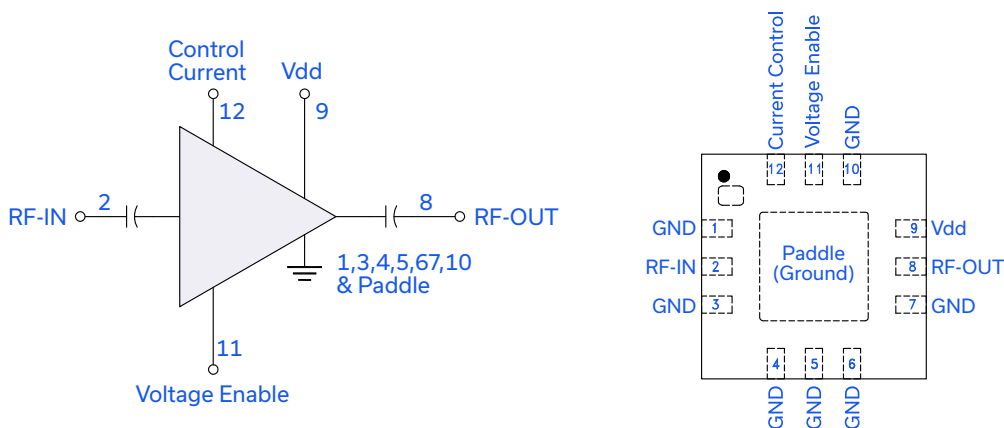 Control
Current
Vdd
12
9
RF-IN
2
8
RF-OUT
1,3,4,5,67,10
& Paddle
11
Voltage Enable
Current Control
Voltage Enable
GND
12
11
10
GND
1
9
Vdd
RF-IN
2
Paddle
(Ground)
8
RF-OUT
GND
3
7
GND
4
5
6
GND
GND
GND